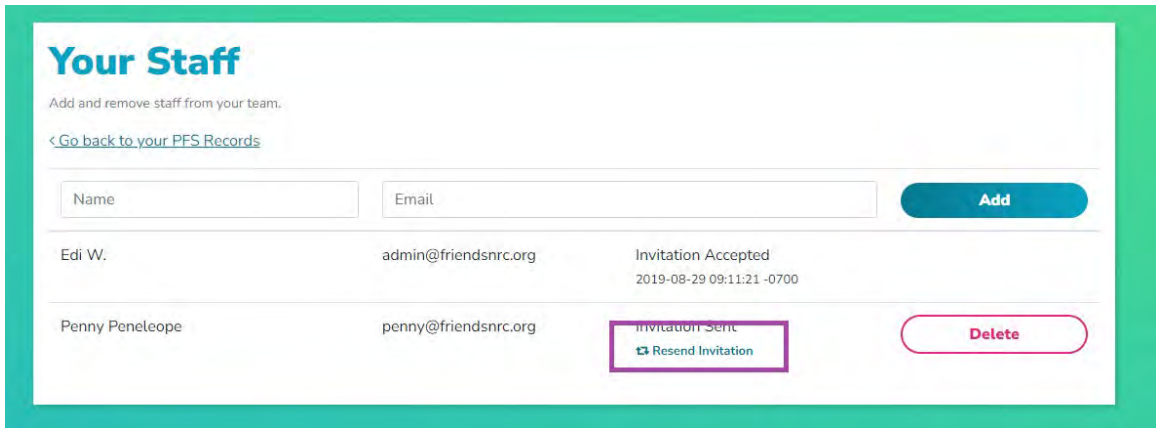 Your Staff
Add and remove staff from your team.
< Go back to your PFS Records
Name Email Add
Edi W. admin@friendsnrc.org Invitation Accepted
2019-08-29 09:11:21 -0700
Penny Peneleope penny@friendsnrc.org Invitation Sent Delete
Resend Invitation